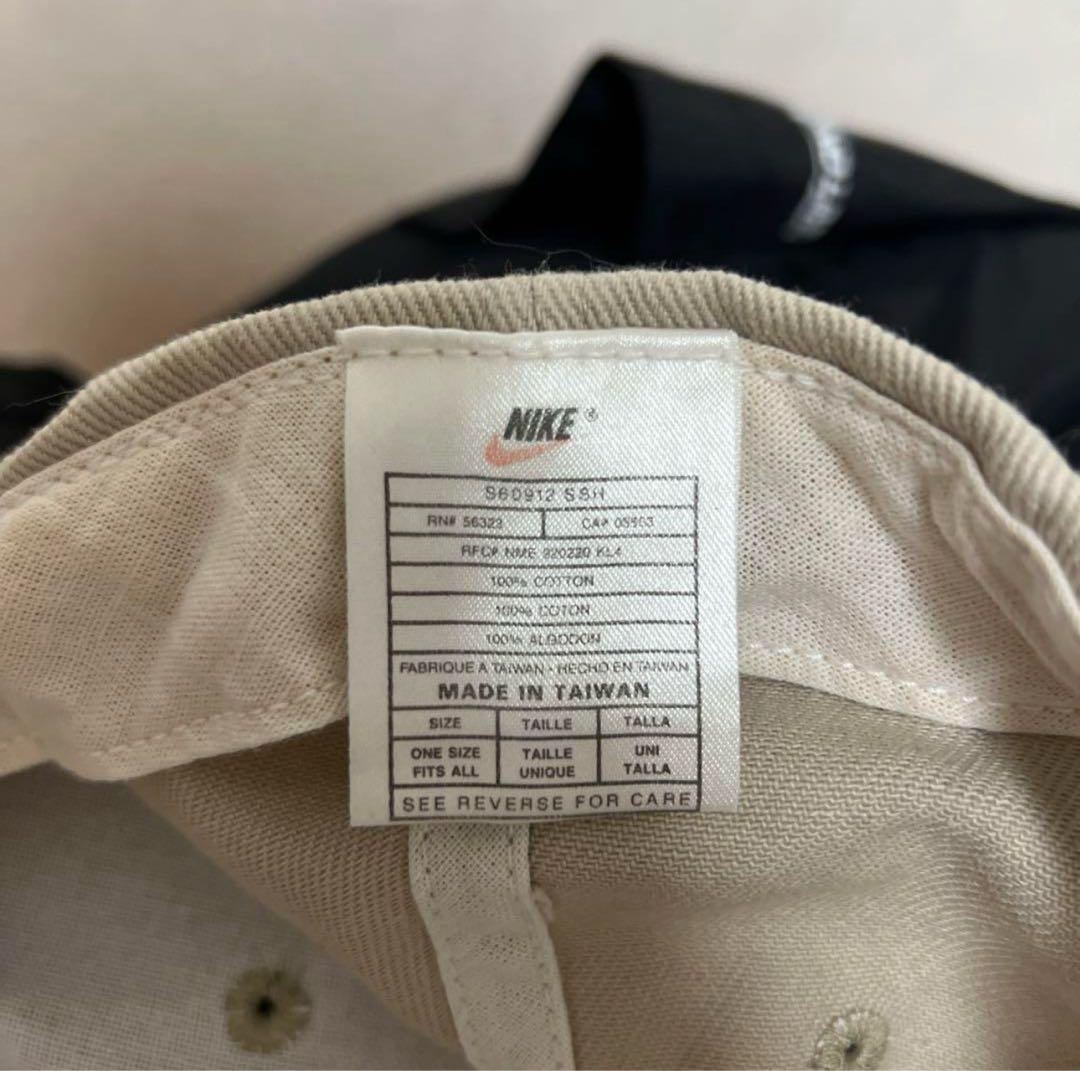 NIKE®
S60912 SSH
RN# 56323 CA# 05553
RFC# NME 920220 KL4
100% COTTON
100% COTON
100% ALGODON
FABRIQUE A TAIWAN - HECHO EN TAIWAN
MADE IN TAIWAN
SIZE TAILLE TALLA
ONE SIZE TAILLE UNI
FITS ALL UNIQUE TALLA
SEE REVERSE FOR CARE